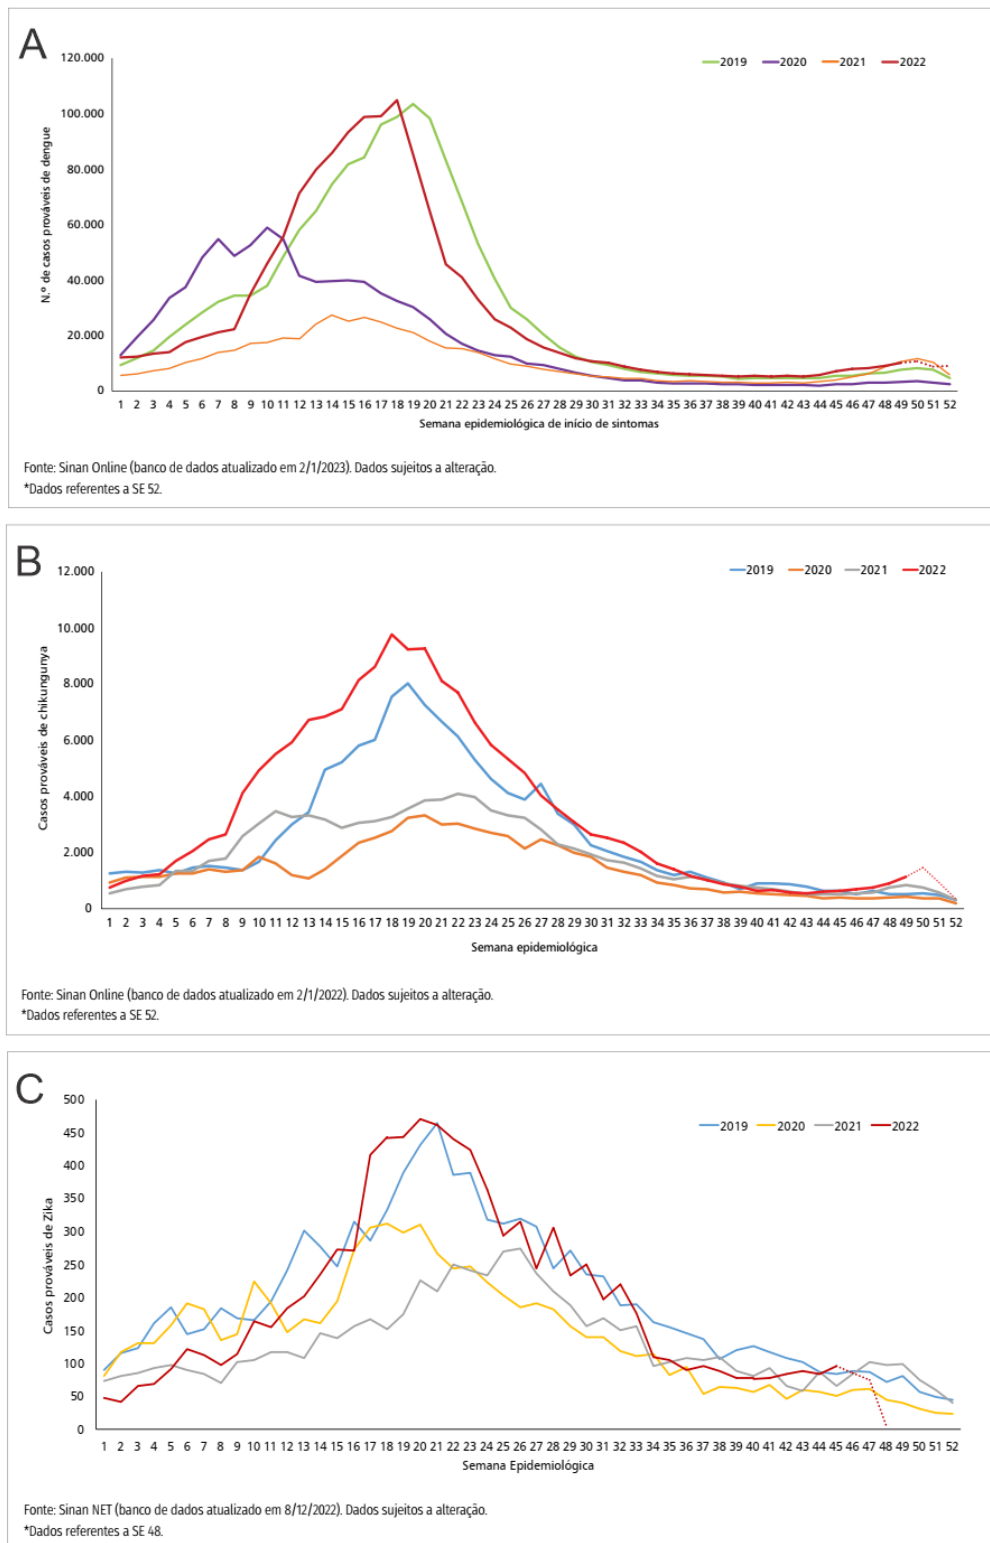 A
120.000
2019 2020 2021 2022
100.000
80.000
60.000
40.000
20.000
0
N.º de casos prováveis de dengue
1 2 3 4 5 6 7 8 9 10 11 12 13 14 15 16 17 18 19 20 21 22 23 24 25 26 27 28 29 30 31 32 33 34 35 36 37 38 39 40 41 42 43 44 45 46 47 48 49 50 51 52
Semana epidemiológica de início de sintomas
Fonte: Sinan Online (banco de dados atualizado em 2/1/2023). Dados sujeitos a alteração.
*Dados referentes a SE 52.
B
12.000
2019 2020 2021 2022
10.000
8.000
6.000
4.000
2.000
0
Casos prováveis de chikungunya
1 2 3 4 5 6 7 8 9 10 11 12 13 14 15 16 17 18 19 20 21 22 23 24 25 26 27 28 29 30 31 32 33 34 35 36 37 38 39 40 41 42 43 44 45 46 47 48 49 50 51 52
Semana epidemiológica
Fonte: Sinan Online (banco de dados atualizado em 2/1/2022). Dados sujeitos a alteração.
*Dados referentes a SE 52.
C
500
2019 2020 2021 2022
450
400
350
300
250
200
150
100
50
0
Casos prováveis de Zika
1 2 3 4 5 6 7 8 9 10 11 12 13 14 15 16 17 18 19 20 21 22 23 24 25 26 27 28 29 30 31 32 33 34 35 36 37 38 39 40 41 42 43 44 45 46 47 48 49 50 51 52
Semana Epidemiológica
Fonte: Sinan NET (banco de dados atualizado em 8/12/2022). Dados sujeitos a alteração.
*Dados referentes a SE 48.